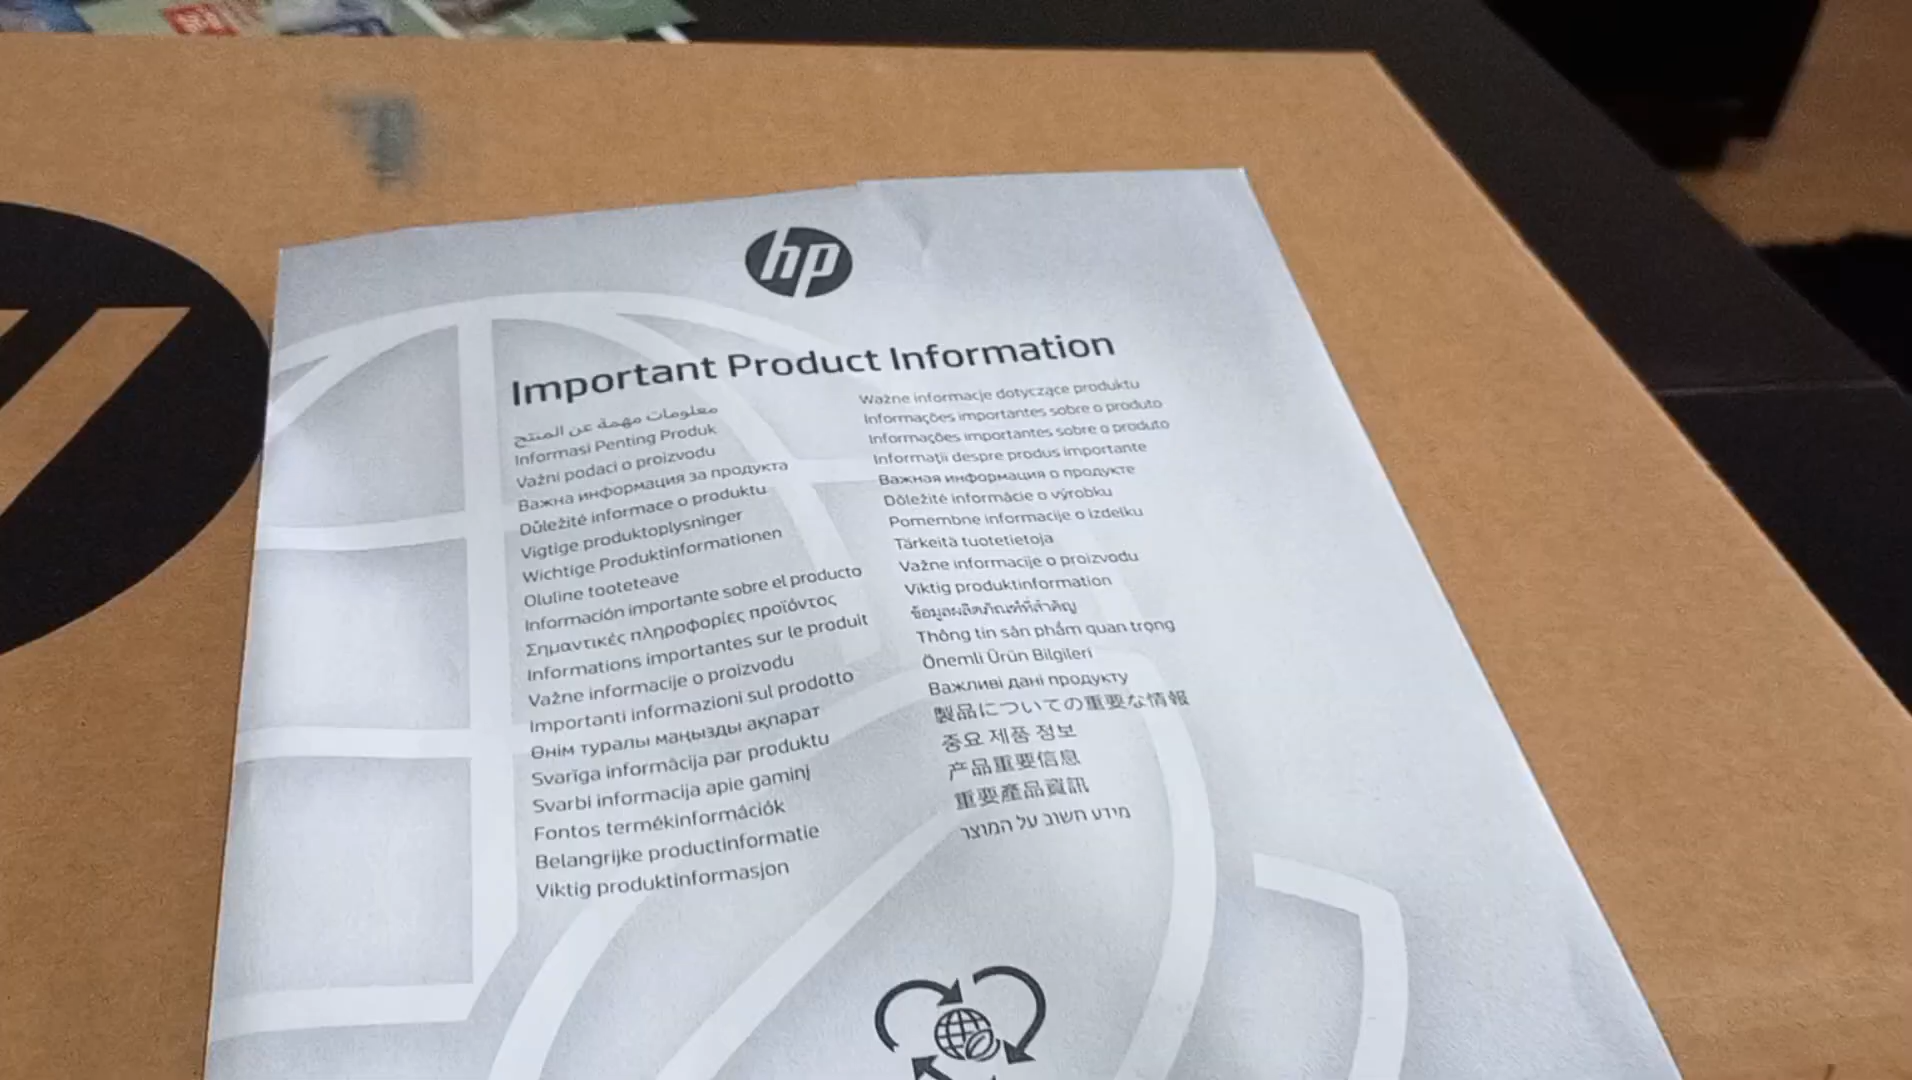 hp
Important Product Information
معلومات مهمة عن المنتج
Informasi Penting Produk
Važni podaci o proizvodu
Важна информация за продукта
Důležité informace o produktu
Vigtige produktoplysninger
Wichtige Produktinformationen
Oluline tooteteave
Información importante sobre el producto
Σημαντικές πληροφορίες προϊόντος
Informations importantes sur le produit
Važne informacije o proizvodu
Importanti informazioni sul prodotto
Өнім туралы маңызды ақпарат
Svarīga informācija par produktu
Svarbi informacija apie gaminį
Fontos termékinformációk
Belangrijke productinformatie
Viktig produktinformasjon
Ważne informacje dotyczące produktu
Informações importantes sobre o produto
Informações importantes sobre o produto
Informații despre produs importante
Важная информация о продукте
Dôležité informácie o výrobku
Pomembne informacije o izdelku
Tärkeitä tuotetietoja
Važne informacije o proizvodu
Viktig produktinformation
ข้อมูลผลิตภัณฑ์ที่สำคัญ
Thông tin sản phẩm quan trọng
Önemli Ürün Bilgileri
Важливі дані продукту
製品についての重要な情報
중요 제품 정보
产品重要信息
重要產品資訊
מידע חשוב על המוצר